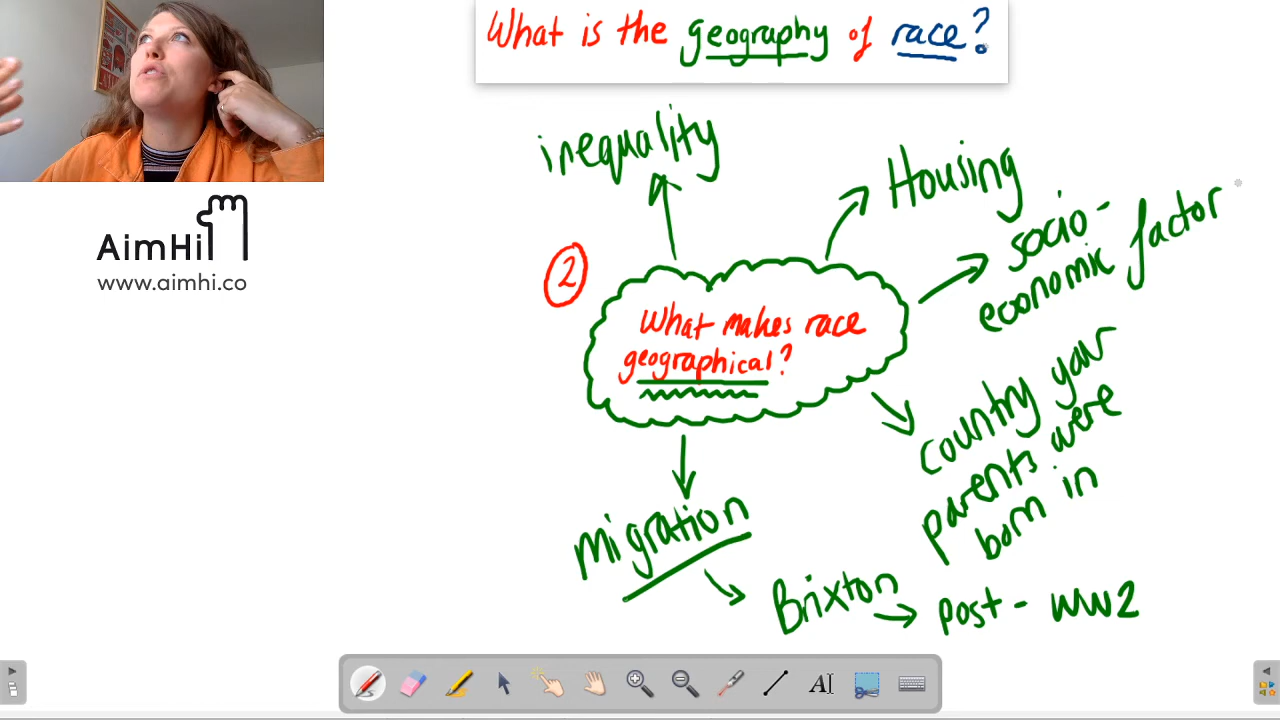 What is the geography of race?
AimHi
www.aimhi.co
inequality
Housing
socio-
economic factor
2
What makes race
geographical?
country your
parents were
born in
migration
Brixton
post - WW2
AI